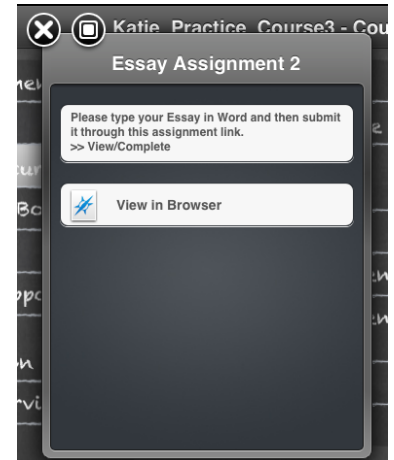 Katie_Practice_Course3 - Cou
Essay Assignment 2
Please type your Essay in Word and then submit
it through this assignment link.
>> View/Complete
View in Browser